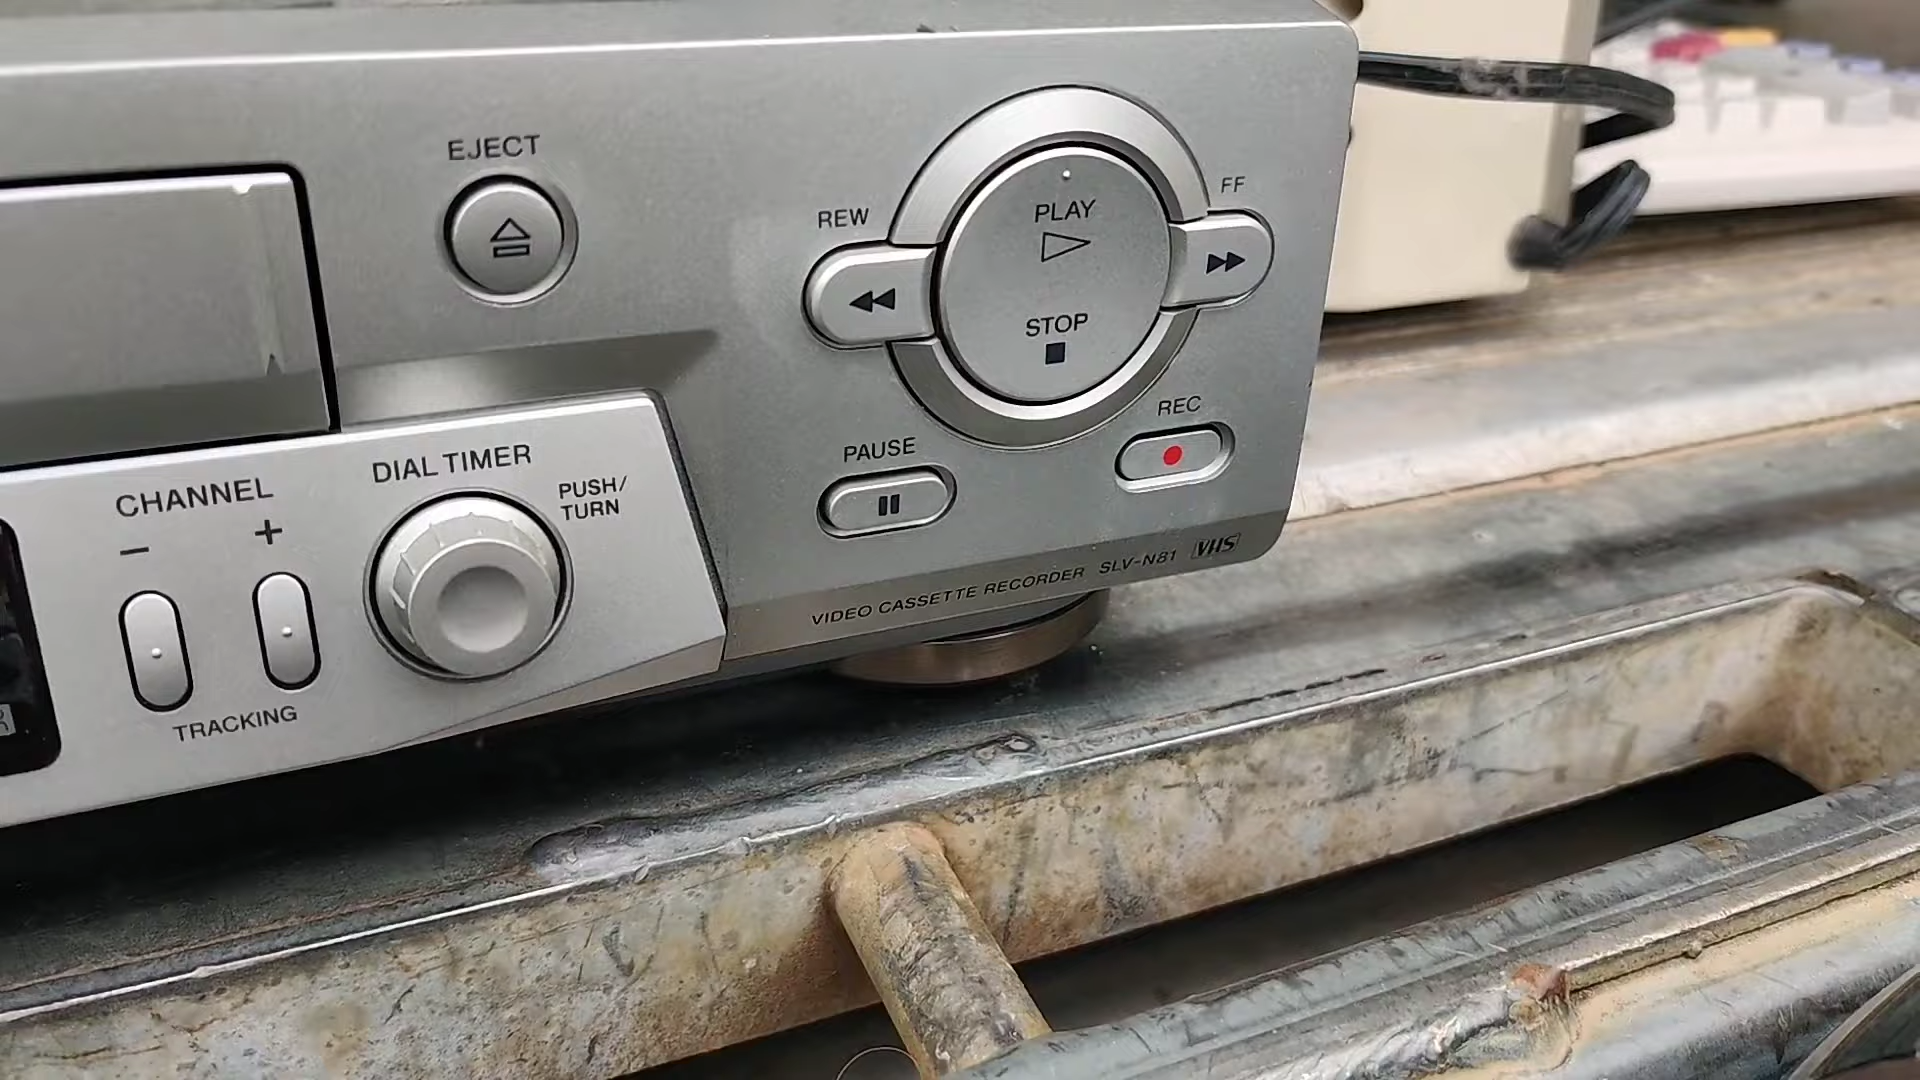 EJECT
REW
PLAY
FF
STOP
PAUSE
REC
CHANNEL
– +
DIAL TIMER
PUSH/
TURN
TRACKING
VIDEO CASSETTE RECORDER SLV-N81 VHS